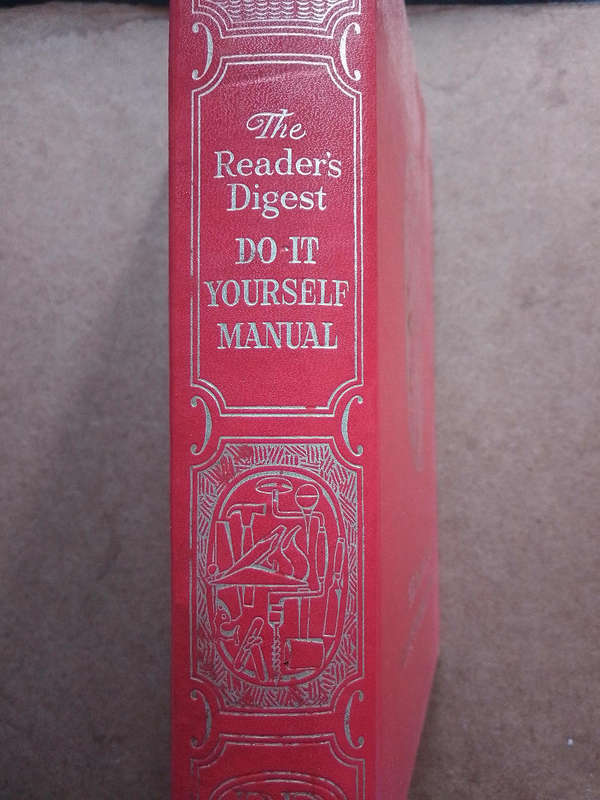 The
Reader's
Digest
DO-IT
YOURSELF
MANUAL